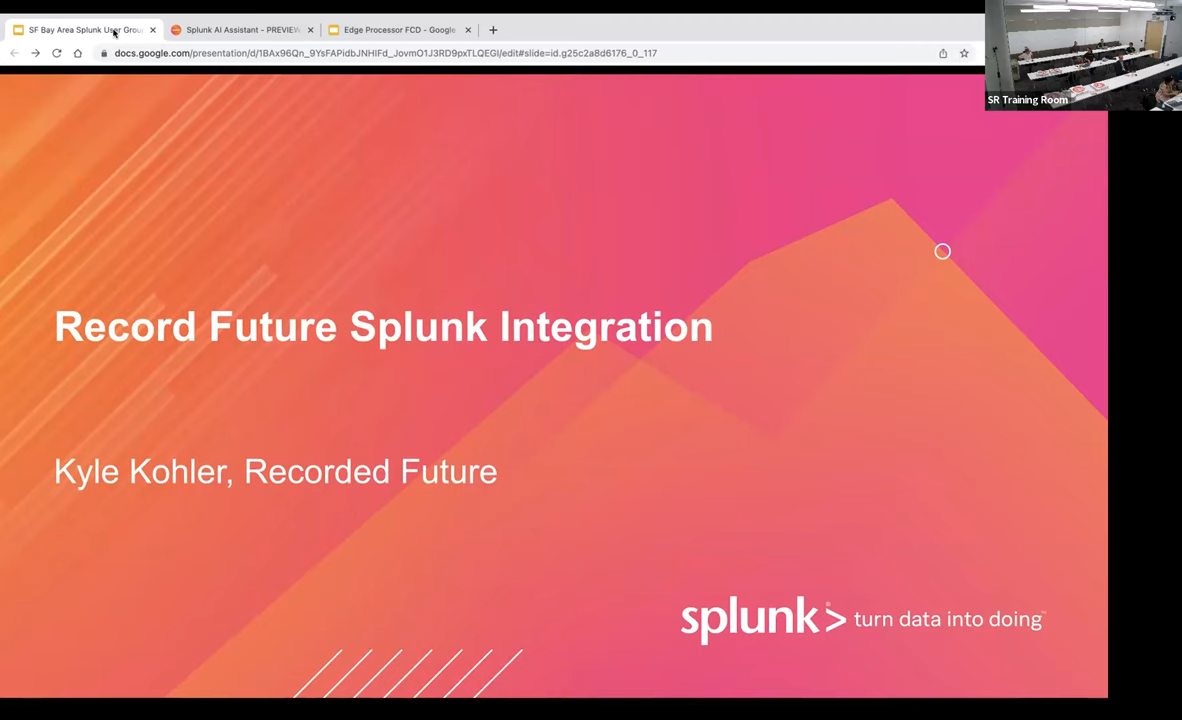 SF Bay Area Splunk User Grou
Splunk AI Assistant - PREVIEW
Edge Processor FCD - Google
docs.google.com/presentation/d/1BAx96Qn_9YsFAPidbJNHIFd_JovmO1J3RD9pxTLQEGI/edit#slide=id.g25c2a8d6176_0_117
SR Training Room
Record Future Splunk Integration
Kyle Kohler, Recorded Future
splunk> turn data into doing™